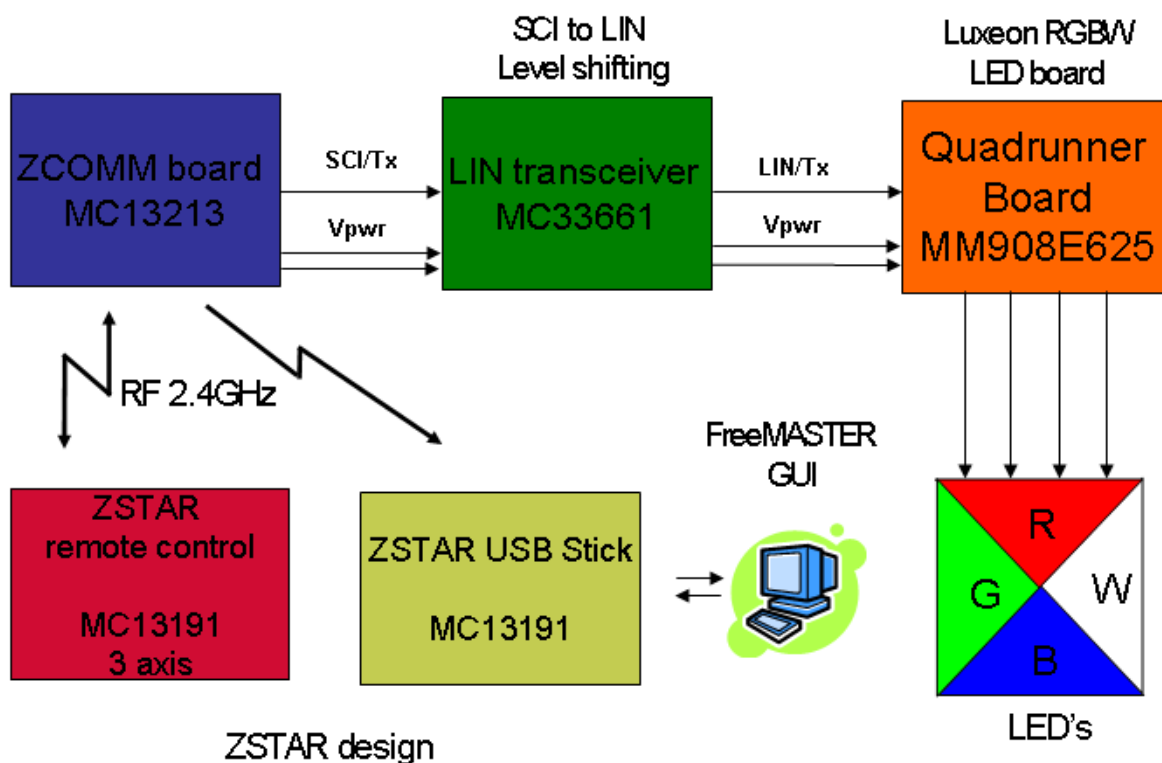 SCI to LIN
Level shifting
Luxeon RGBW
LED board
ZCOMM board
MC13213
SCI/Tx
Vpwr
LIN transceiver
MC33661
LIN/Tx
Vpwr
Quadrunner
Board
MM908E625
RF 2.4GHz
FreeMASTER
GUI
ZSTAR
remote control
MC13191
3 axis
ZSTAR USB Stick
MC13191
R
G
W
B
LED's
ZSTAR design